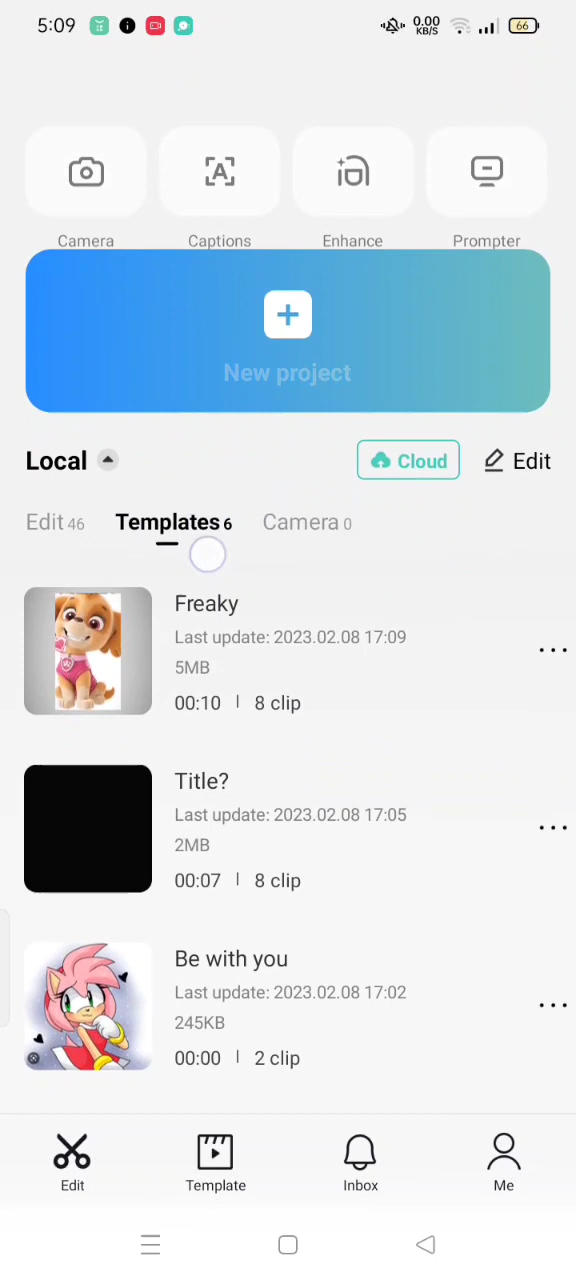 5:09
0.00
KB/S
66
Camera
Captions
Enhance
Prompter
New project
Local
Cloud
Edit
Edit 46
Templates 6
Camera 0
Freaky
Last update: 2023.02.08 17:09
5MB
00:10 | 8 clip
Title?
Last update: 2023.02.08 17:05
2MB
00:07 | 8 clip
Be with you
Last update: 2023.02.08 17:02
245KB
00:00 | 2 clip
Edit
Template
Inbox
Me